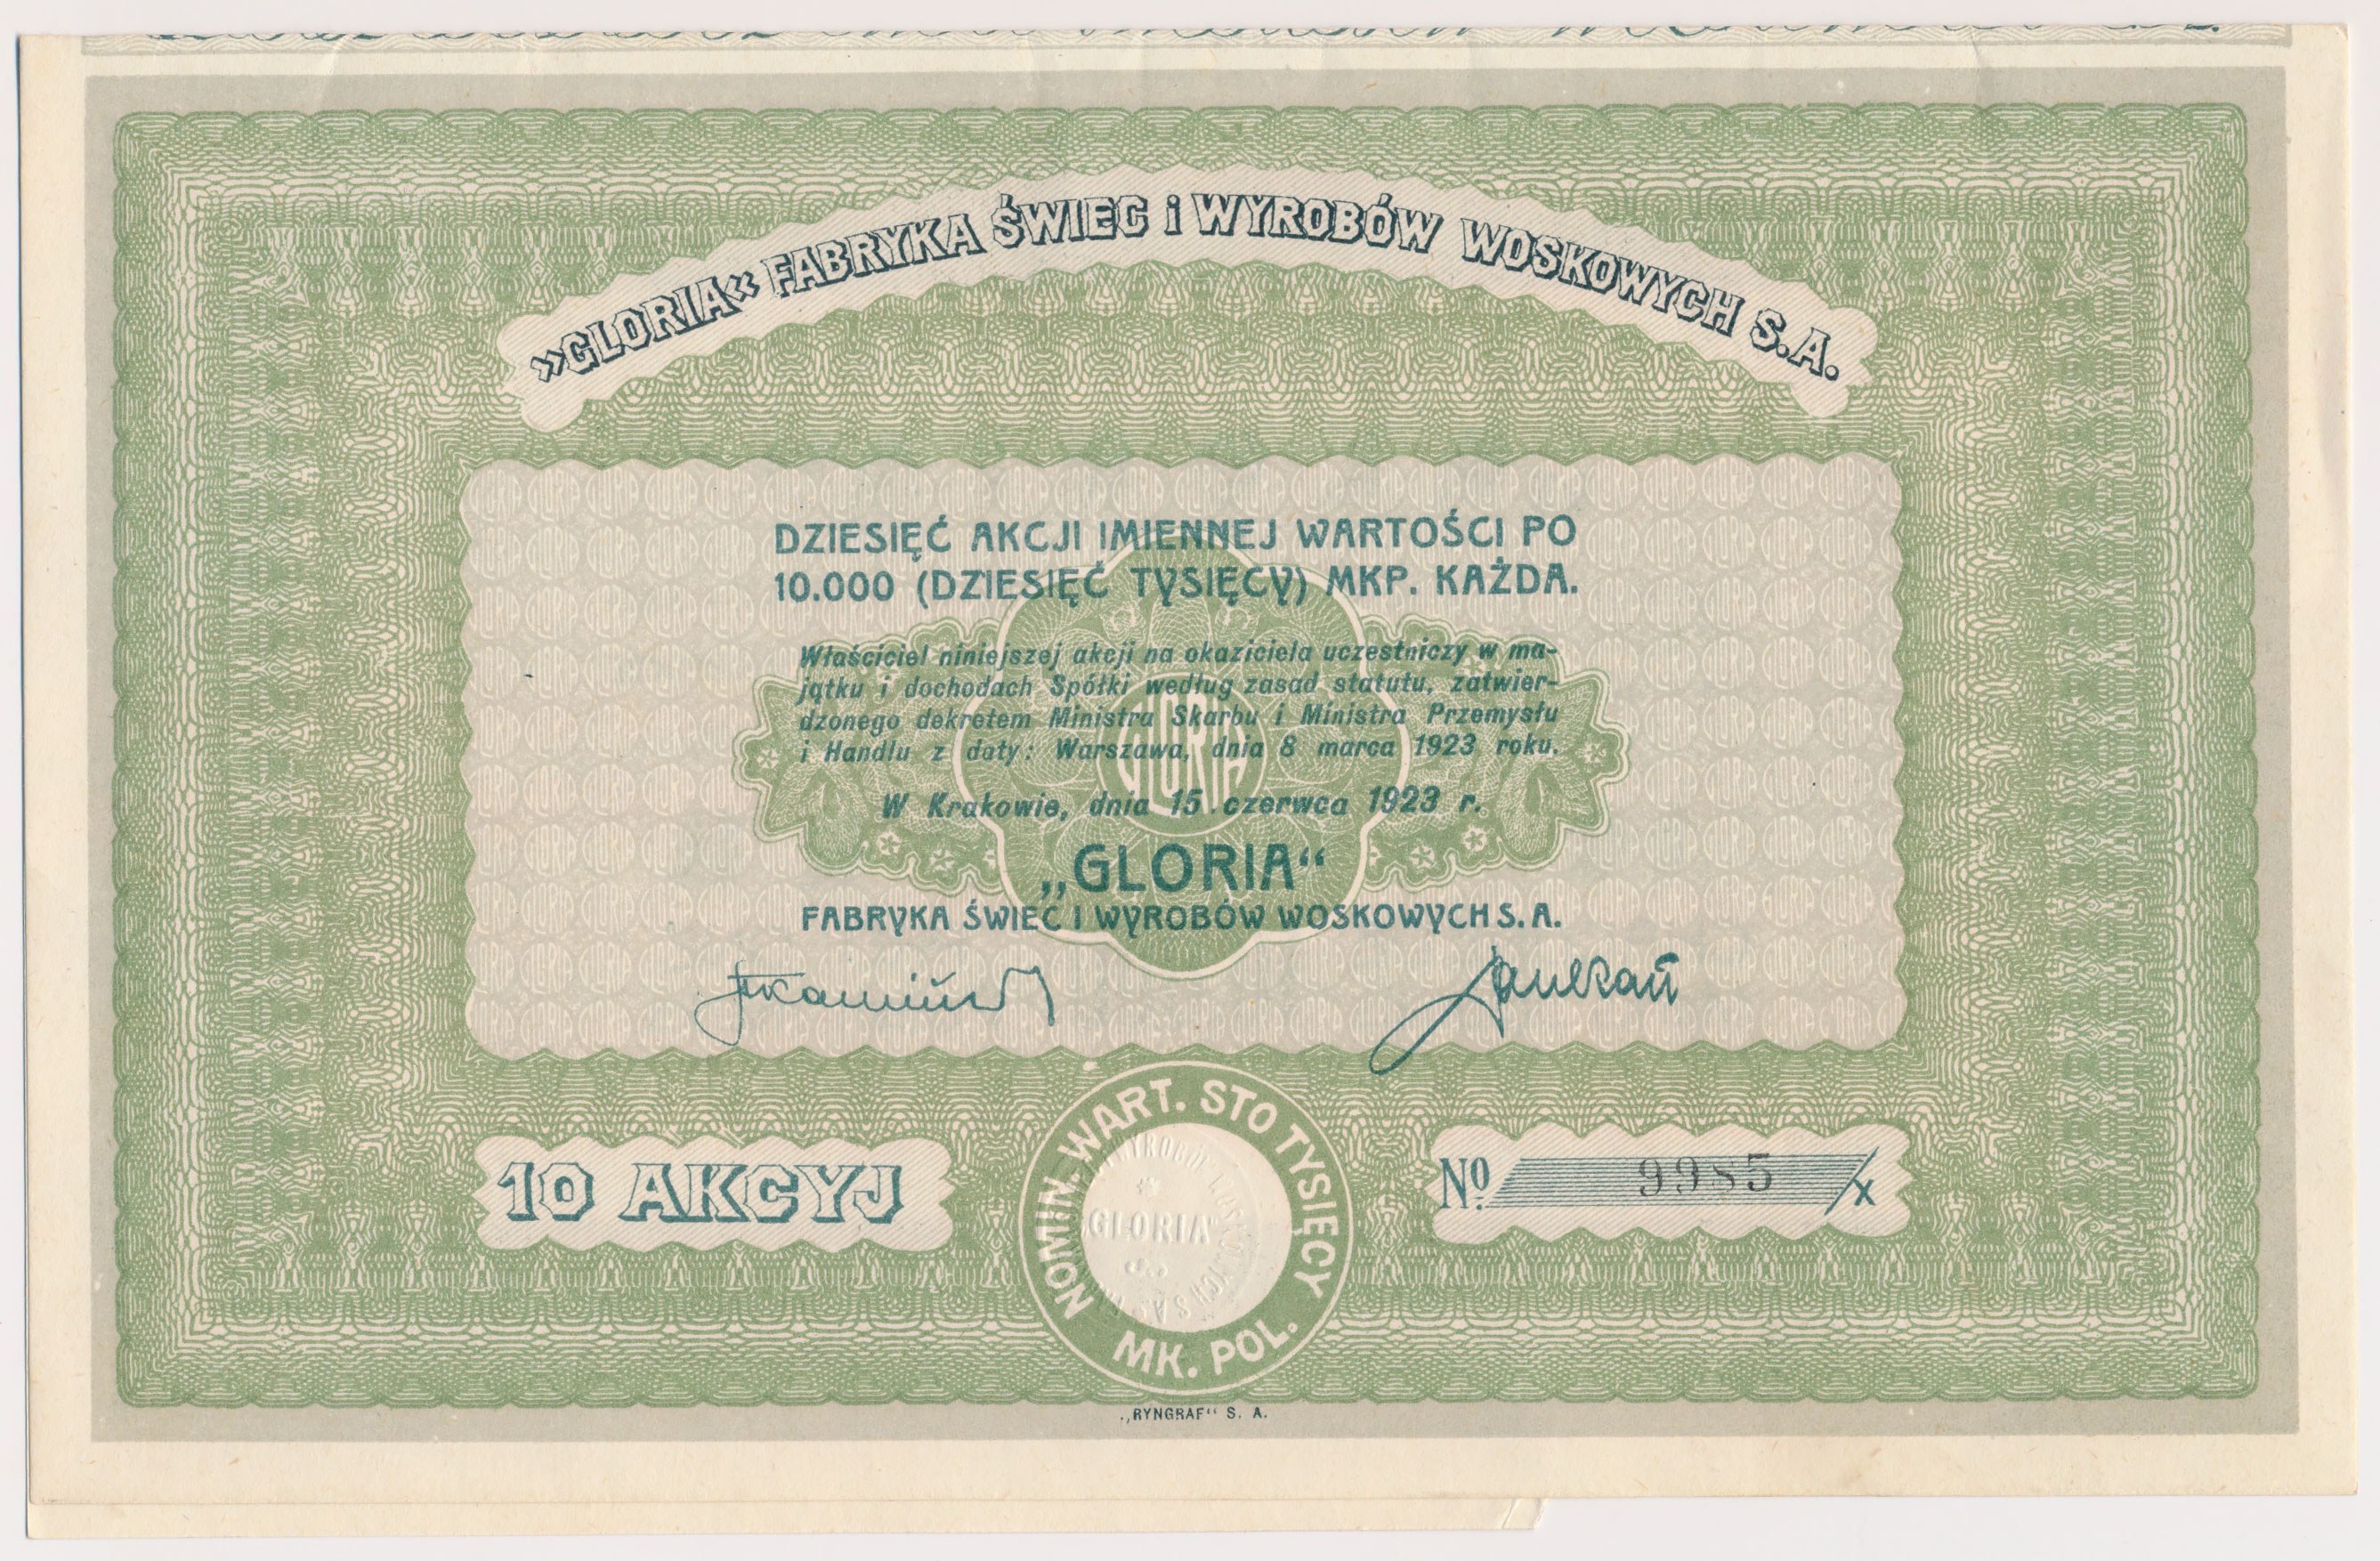 »GLORIA« FABRYKA ŚWIEC i WYROBÓW WOSKOWYCH S.A.
DZIESIĘĆ AKCJI IMIENNEJ WARTOŚCI PO
10.000 (DZIESIĘĆ TYSIĘCY) MKP. KAŻDA.
Właściciel niniejszej akcji na okaziciela uczestniczy w ma-
jątku i dochodach Spółki według zasad statutu, zatwier-
dzonego dekretem Ministra Skarbu i Ministra Przemysłu
i Handlu z daty: Warszawa, dnia 8 marca 1923 roku.
GLORIA
W Krakowie, dnia 15 czerwca 1923 r.
„GLORIA“
FABRYKA ŚWIEC I WYROBÓW WOSKOWYCH S. A.
10 AKCYJ
NOMIN. WART. STO TYSIĘCY
MK. POL.
GLORIA
No. 9985 /x
„RYNGRAF“ S. A.